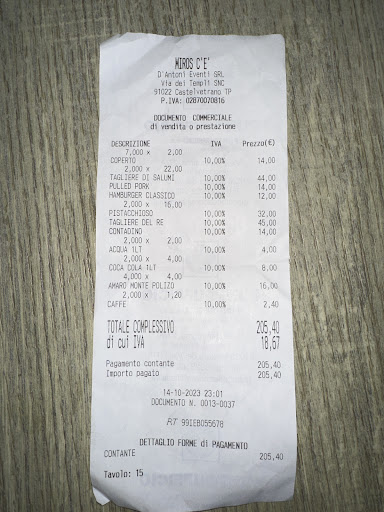 MIROS C'E'
D'Antoni Eventi SRL
Via dei Templi SNC
91022 Castelvetrano TP
P.IVA: 02870070816
DOCUMENTO COMMERCIALE
di vendita o prestazione
DESCRIZIONE IVA Prezzo(€)
7,000 x 2,00
COPERTO 10,00% 14,00
2,000 x 22,00
TAGLIERE DI SALUMI 10,00% 44,00
PULLED PORK 10,00% 14,00
HAMBURGER CLASSICO 10,00% 12,00
2,000 x 16,00
PISTACCHIOSO 10,00% 32,00
TAGLIERE DEL RE 10,00% 45,00
CONTADINO 10,00% 14,00
2,000 x 2,00
ACQUA 1LT 10,00% 4,00
2,000 x 4,00
COCA COLA 1LT 10,00% 8,00
4,000 x 4,00
AMARO MONTE POLIZO 10,00% 16,00
2,000 x 1,20
CAFFE 10,00% 2,40
TOTALE COMPLESSIVO 205,40
di cui IVA 18,67
Pagamento contante 205,40
Importo pagato 205,40
14-10-2023 23:01
DOCUMENTO N. 0013-0037
RT 99IEB055678
DETTAGLIO FORME di PAGAMENTO
CONTANTE 205,40
Tavolo: 15